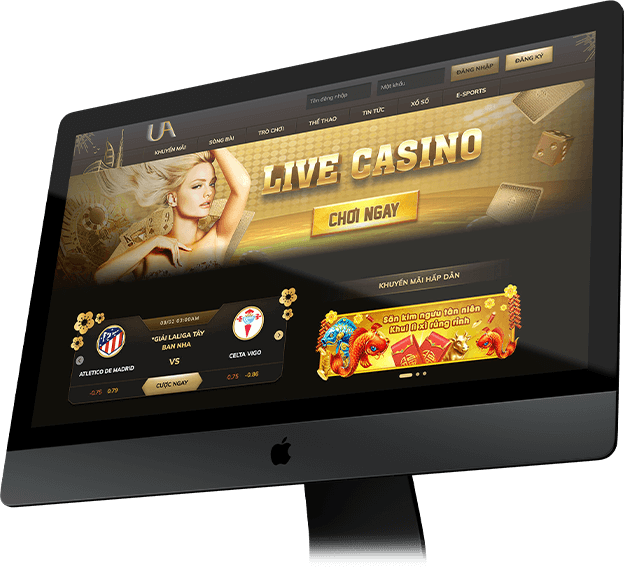 Tên đăng nhập
Mật khẩu
ĐĂNG NHẬP
ĐĂNG KÝ
UA
KHUYẾN MÃI
SÒNG BÀI
TRÒ CHƠI
THỂ THAO
TIN TỨC
XỔ SỐ
E-SPORTS
LIVE CASINO
CHƠI NGAY
KHUYẾN MÃI HẤP DẪN
09/02 03:00AM
*GIẢI LALIGA TÂY
BAN NHA
VS
ATLETICO DE MADRID
CELTA VIGO
-0.75 0.79
CƯỢC NGAY
0.75 -0.86
Săn kim ngưu tân niên
Khui lì xì rủng rỉnh